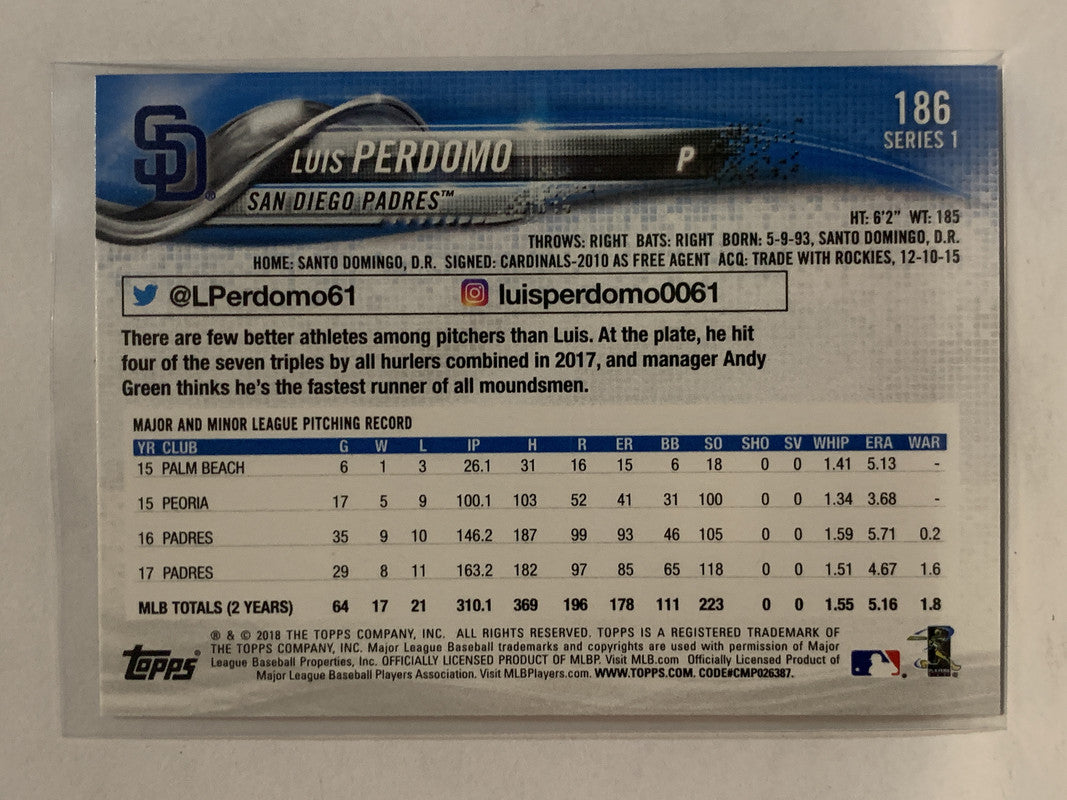 SD®
186
SERIES 1
LUIS PERDOMO P
SAN DIEGO PADRES™
HT: 6'2" WT: 185
THROWS: RIGHT BATS: RIGHT BORN: 5-9-93, SANTO DOMINGO, D.R.
HOME: SANTO DOMINGO, D.R. SIGNED: CARDINALS-2010 AS FREE AGENT ACQ: TRADE WITH ROCKIES, 12-10-15
@LPerdomo61 luisperdomo0061
There are few better athletes among pitchers than Luis. At the plate, he hit
four of the seven triples by all hurlers combined in 2017, and manager Andy
Green thinks he's the fastest runner of all moundsmen.
MAJOR AND MINOR LEAGUE PITCHING RECORD
YR CLUB G W L IP H R ER BB SO SHO SV WHIP ERA WAR
15 PALM BEACH 6 1 3 26.1 31 16 15 6 18 0 0 1.41 5.13 -
15 PEORIA 17 5 9 100.1 103 52 41 31 100 0 0 1.34 3.68 -
16 PADRES 35 9 10 146.2 187 99 93 46 105 0 0 1.59 5.71 0.2
17 PADRES 29 8 11 163.2 182 97 85 65 118 0 0 1.51 4.67 1.6
MLB TOTALS (2 YEARS) 64 17 21 310.1 369 196 178 111 223 0 0 1.55 5.16 1.8
® & © 2018 THE TOPPS COMPANY, INC. ALL RIGHTS RESERVED. TOPPS IS A REGISTERED TRADEMARK OF
THE TOPPS COMPANY, INC. Major League Baseball trademarks and copyrights are used with permission of Major
League Baseball Properties, Inc. OFFICIALLY LICENSED PRODUCT OF MLBP. Visit MLB.com Officially Licensed Product of
Major League Baseball Players Association. Visit MLBPlayers.com. WWW.TOPPS.COM. CODE#CMP026387.
topps®